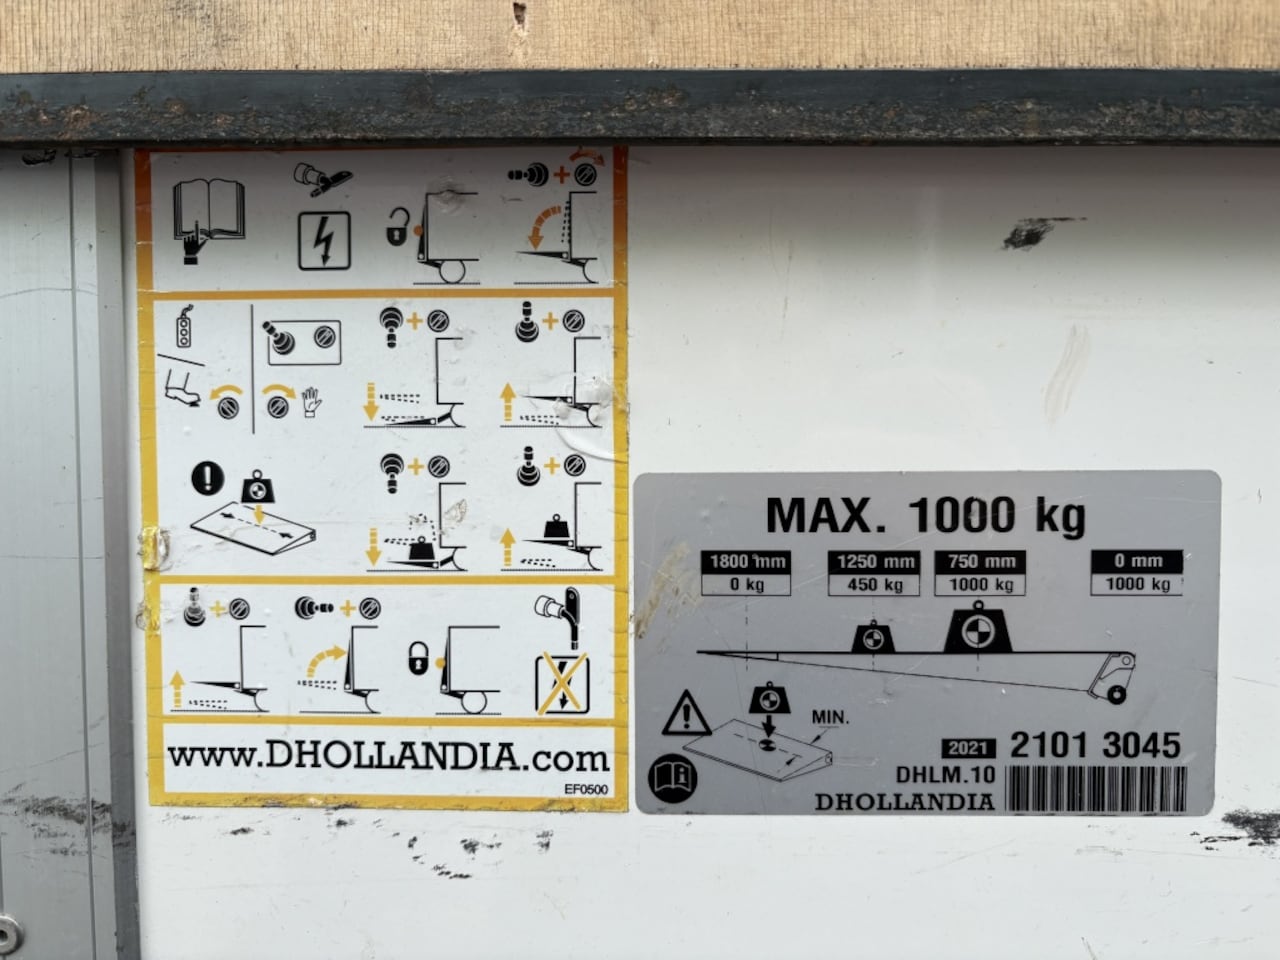 www.DHOLLANDIA.com
EF0500
MAX. 1000 kg
1800 mm 1250 mm 750 mm 0 mm
0 kg 450 kg 1000 kg 1000 kg
MIN.
2021 2101 3045
DHLM.10
DHOLLANDIA